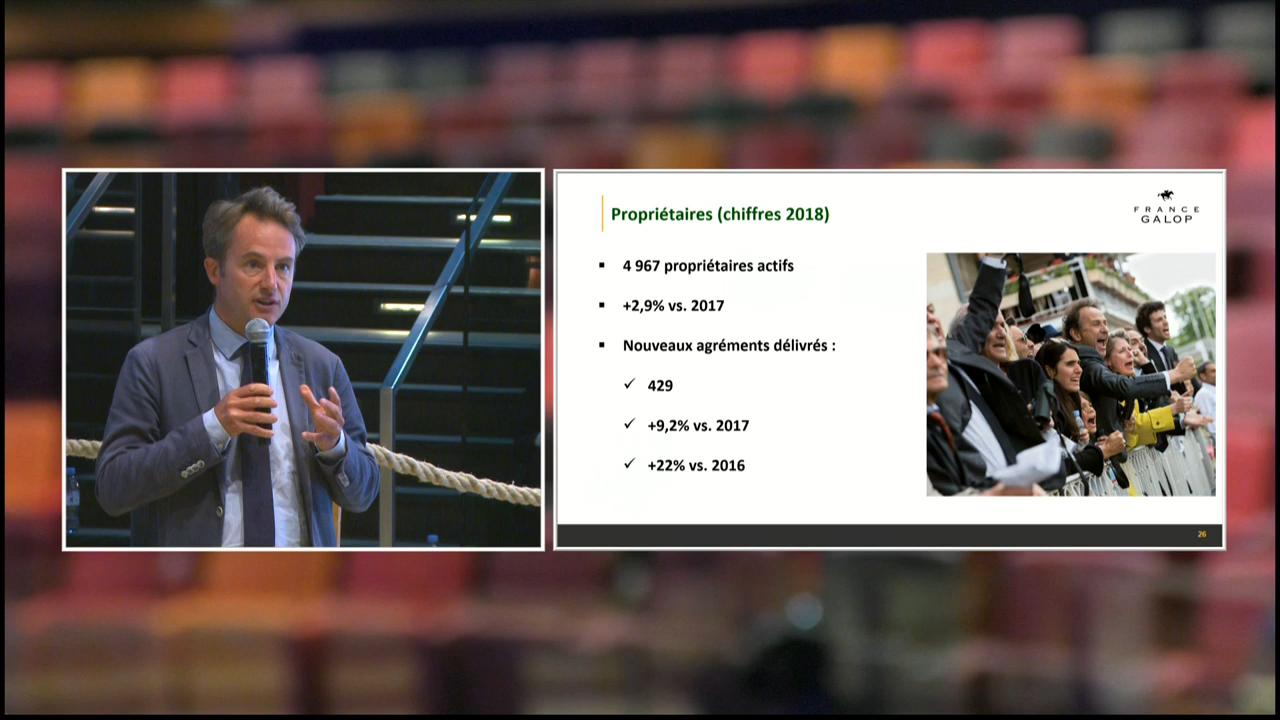 Propriétaires (chiffres 2018)
FRANCE
GALOP
4 967 propriétaires actifs
+2,9% vs. 2017
Nouveaux agréments délivrés :
429
+9,2% vs. 2017
+22% vs. 2016
26